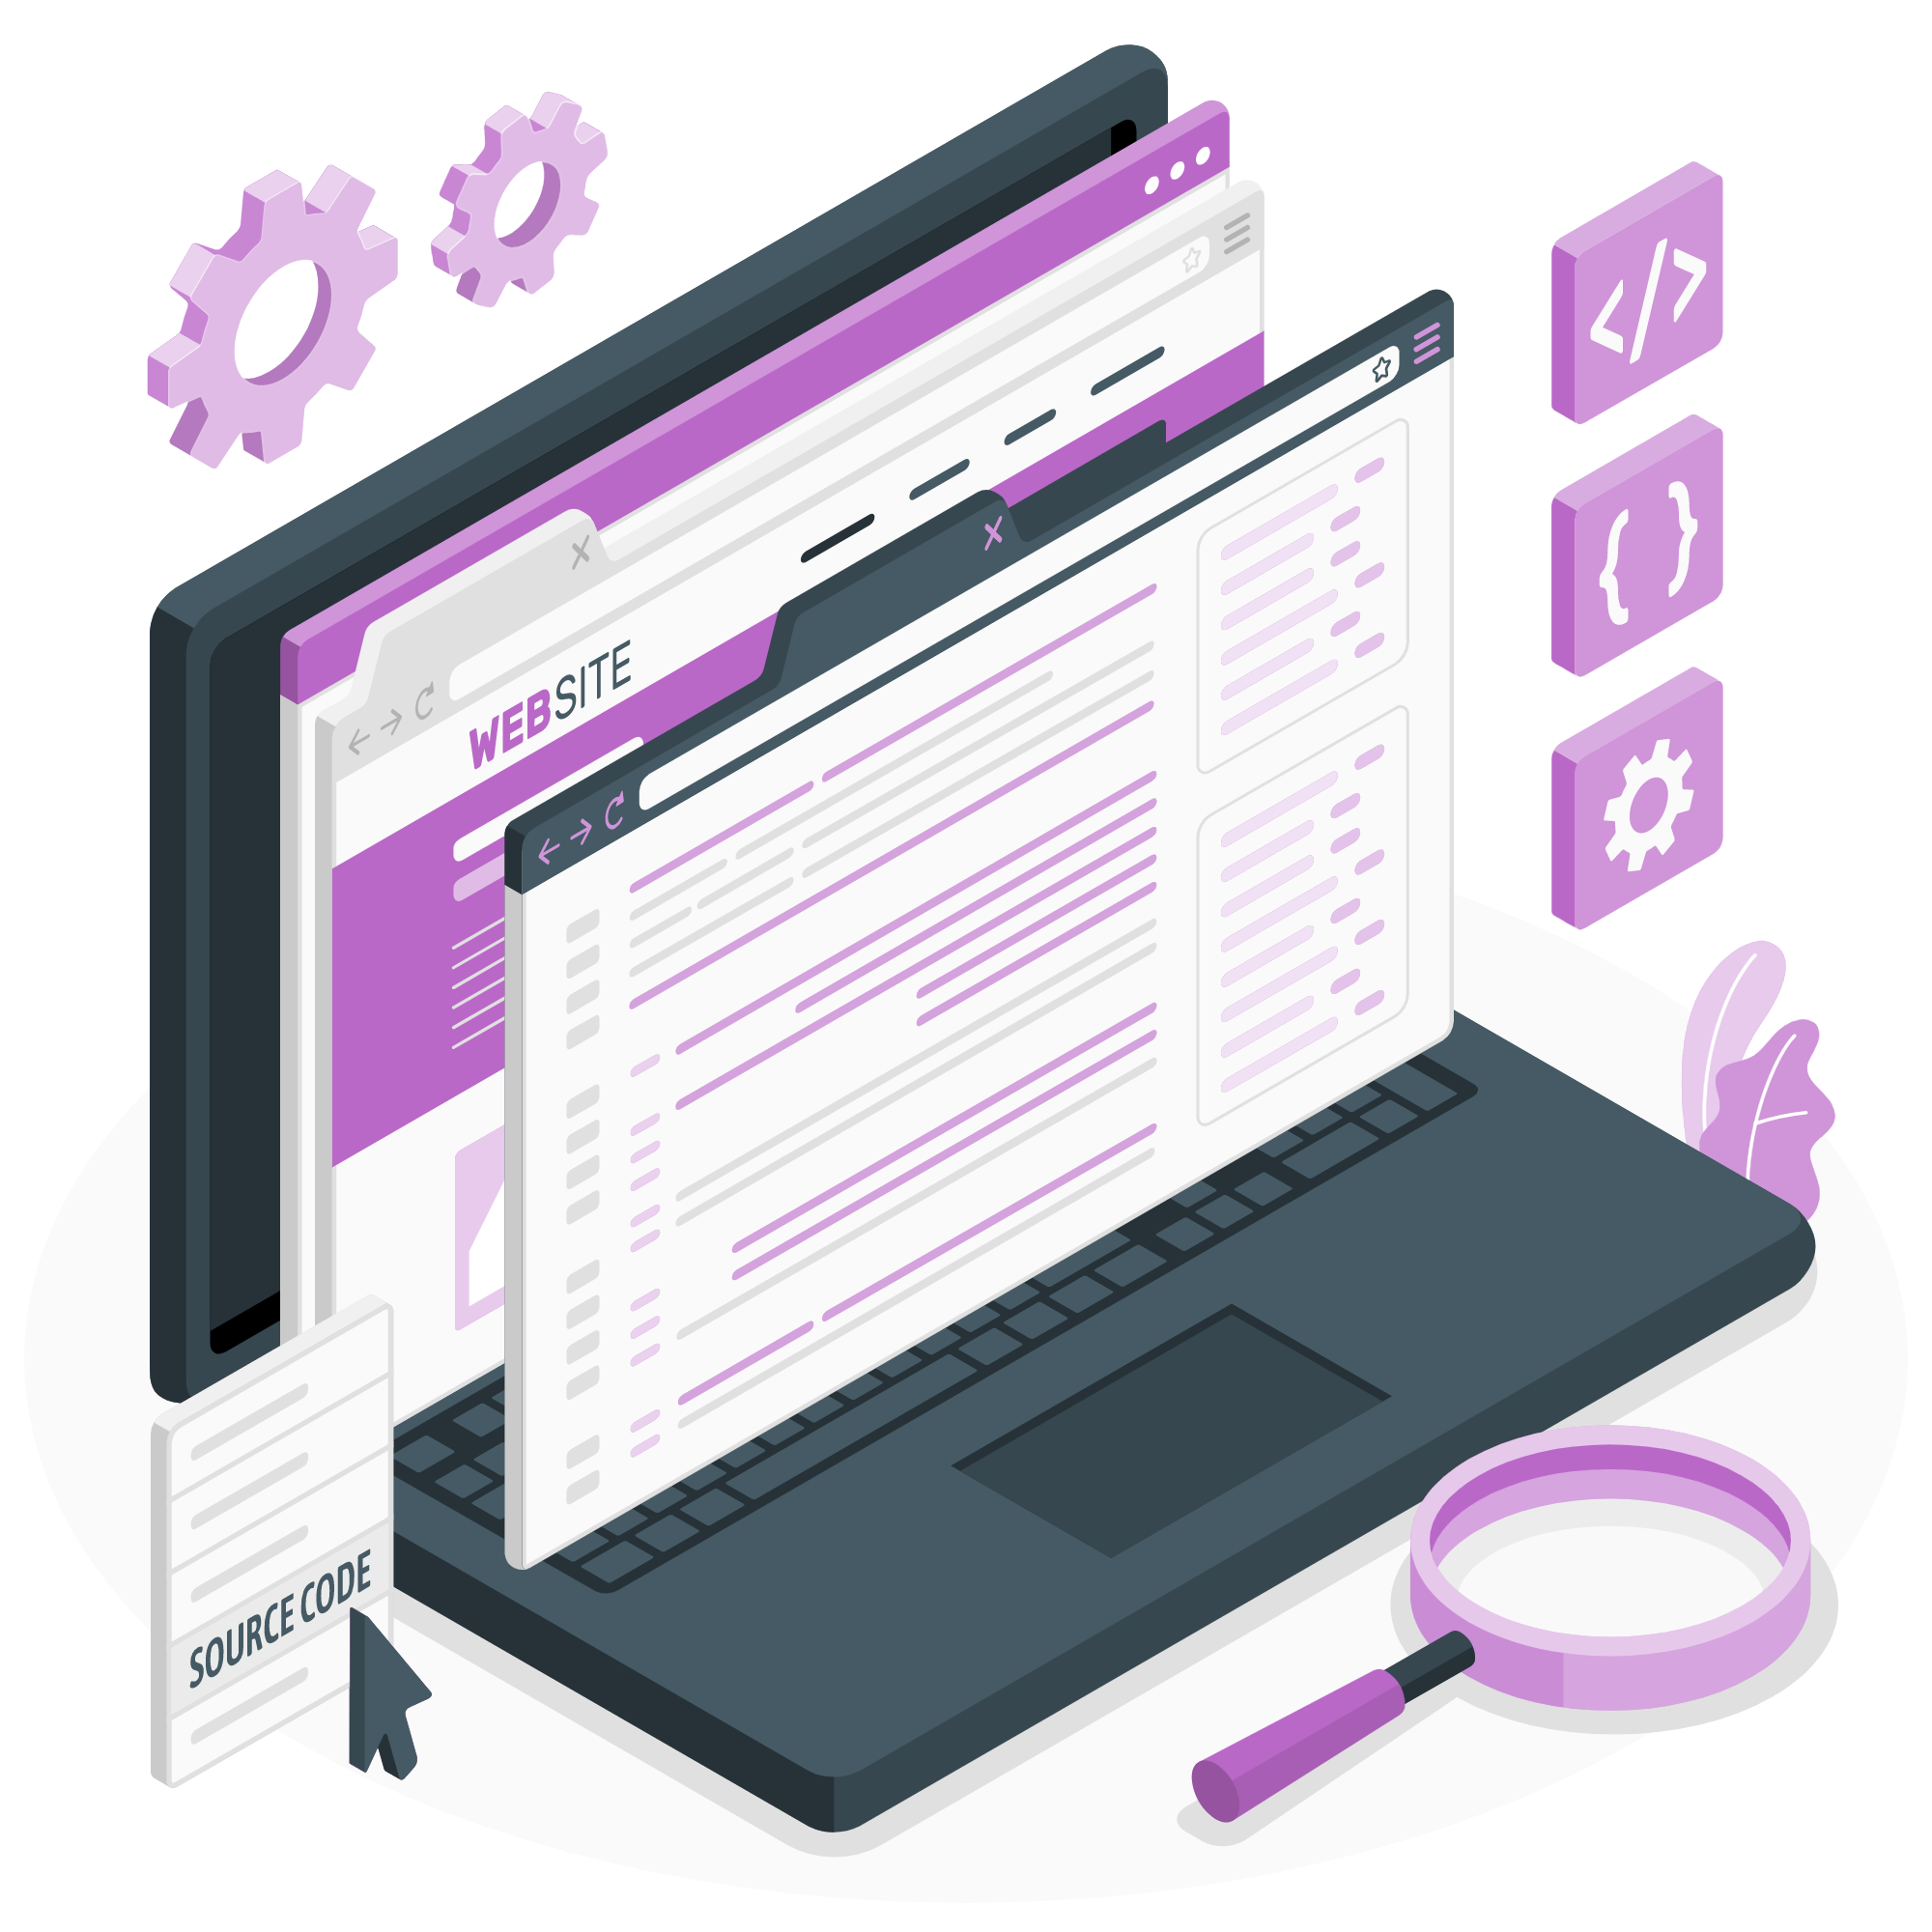 WEBSITE
</>
{ }
SOURCE CODE